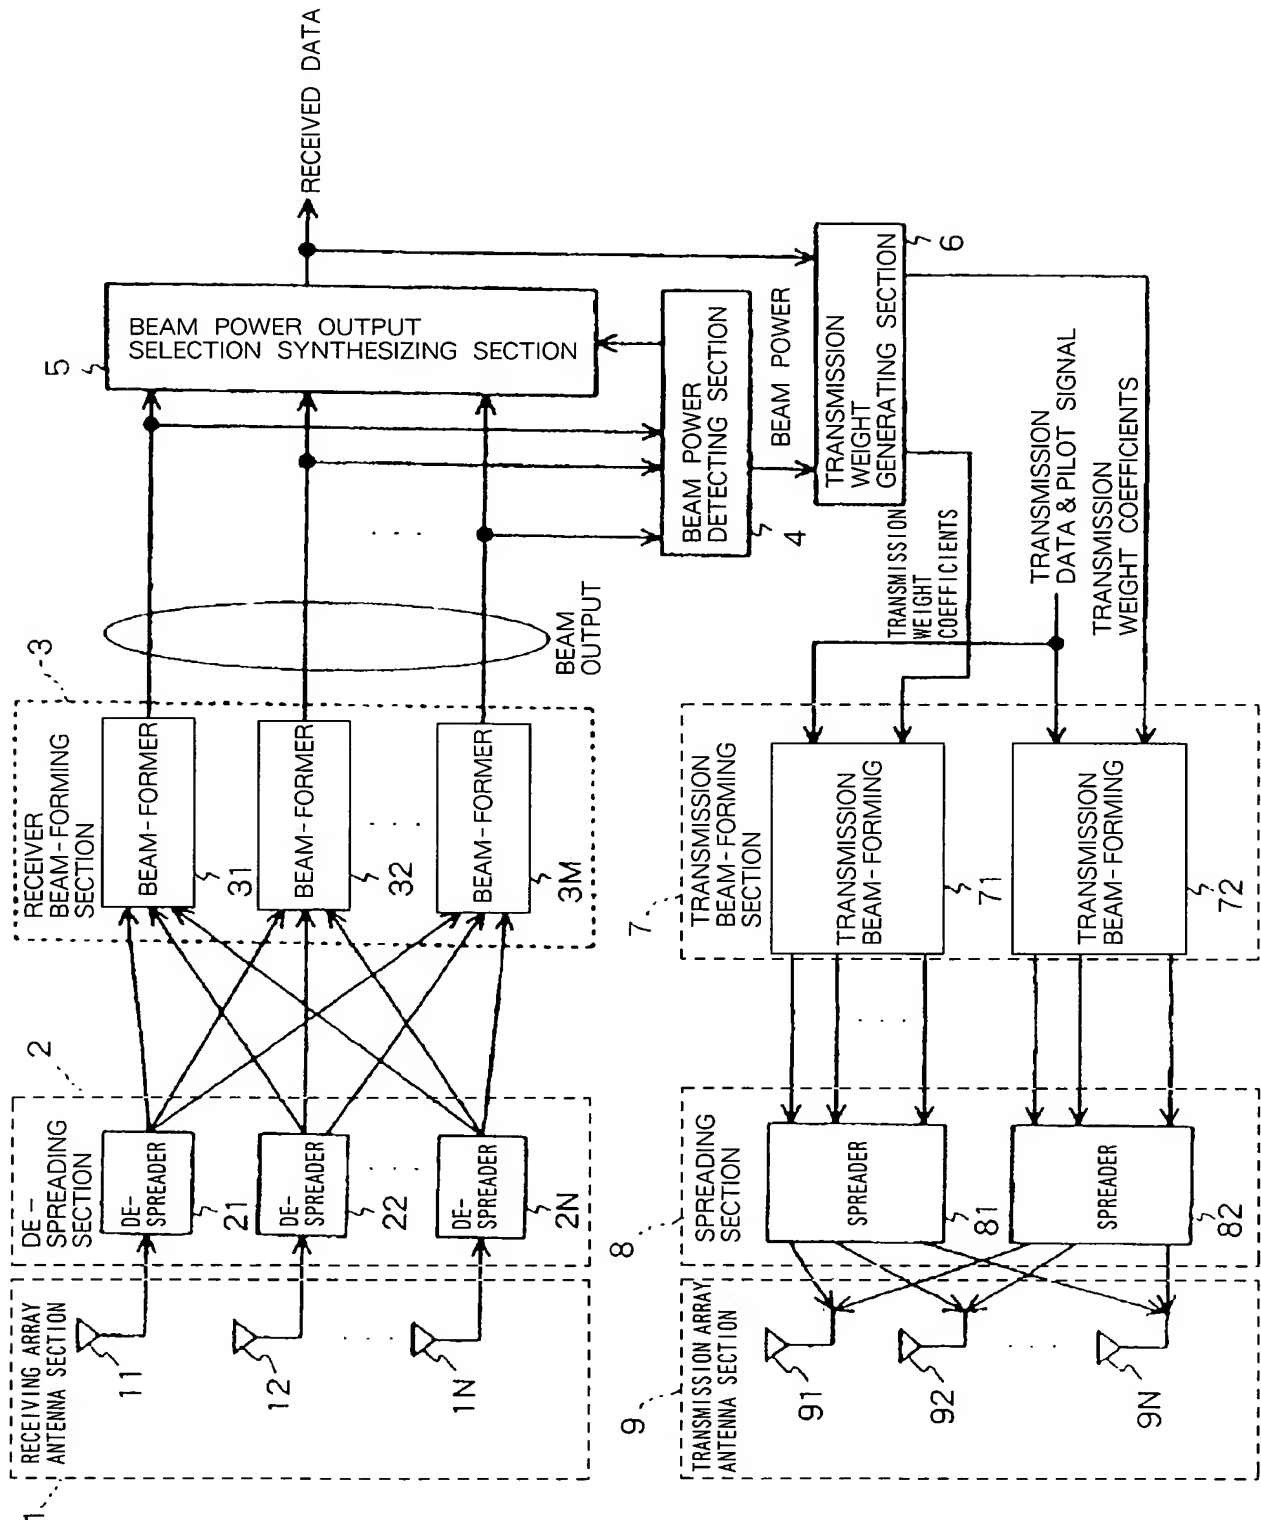 1
RECEIVING ARRAY
ANTENNA SECTION
11
12
. . . .
1N
2
DE-
SPREADING
SECTION
DE-
SPREADER
21
DE-
SPREADER
22
. . . .
DE-
SPREADER
2N
3
RECEIVER
BEAM-FORMING
SECTION
BEAM-FORMER
31
BEAM-FORMER
32
. . . .
BEAM-FORMER
3M
BEAM
OUTPUT
. . . .
5
BEAM POWER OUTPUT
SELECTION SYNTHESIZING SECTION
RECEIVED DATA
BEAM POWER
DETECTING SECTION
4
BEAM POWER
TRANSMISSION
WEIGHT
GENERATING SECTION
6
TRANSMISSION
WEIGHT
COEFFICIENTS
TRANSMISSION
DATA & PILOT SIGNAL
TRANSMISSION
WEIGHT COEFFICIENTS
7
TRANSMISSION
BEAM-FORMING
SECTION
TRANSMISSION
BEAM-FORMING
71
TRANSMISSION
BEAM-FORMING
72
. . . .
8
SPREADING
SECTION
SPREADER
81
SPREADER
82
9
TRANSMISSION ARRAY
ANTENNA SECTION
91
92
. . . .
9N